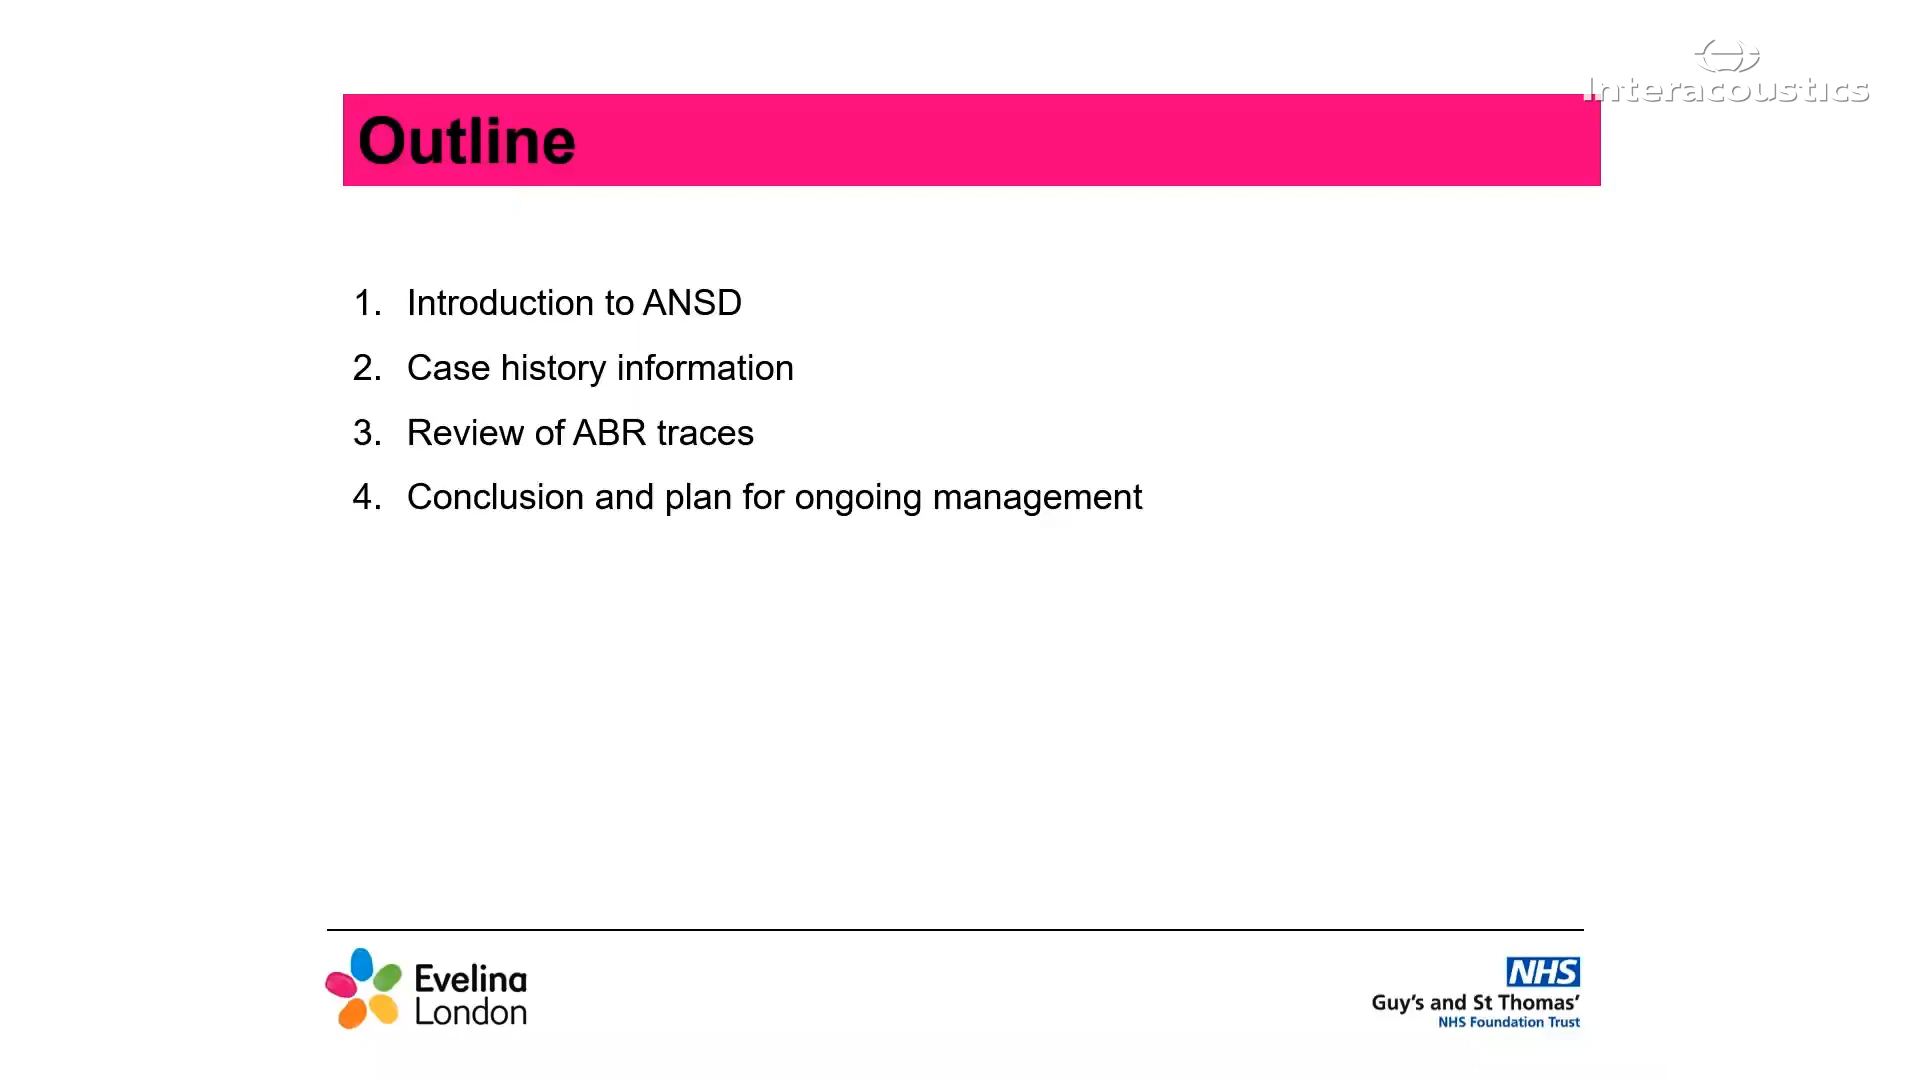 Interacoustics
Outline
1. Introduction to ANSD
2. Case history information
3. Review of ABR traces
4. Conclusion and plan for ongoing management
Evelina
London
NHS
Guy's and St Thomas'
NHS Foundation Trust